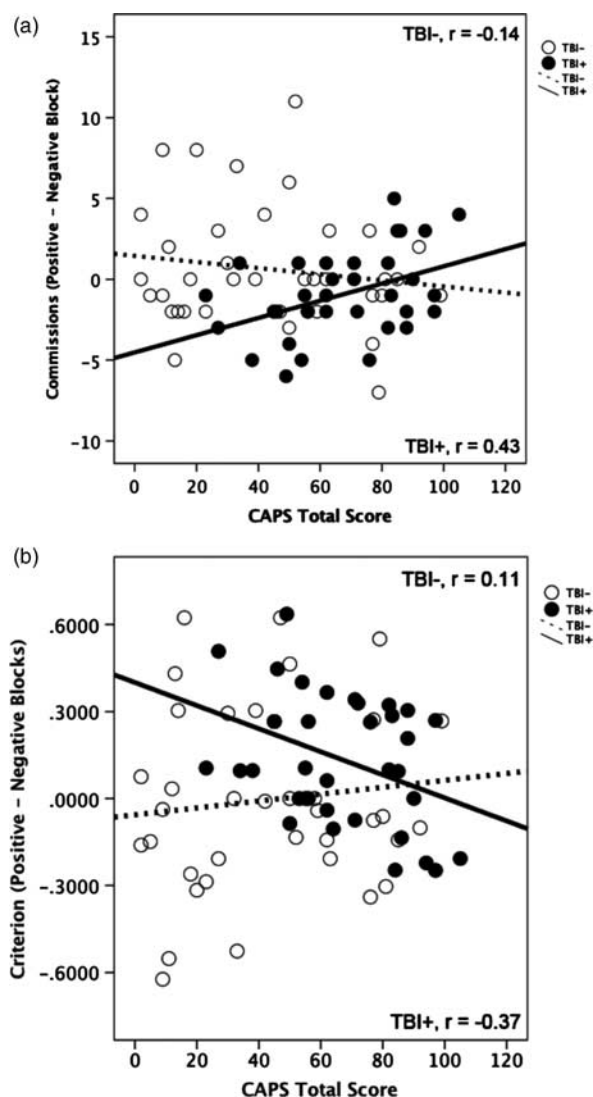 (a)
TBI-, r = -0.14
TBI-
TBI+
TBI-
TBI+
Commissions (Positive - Negative Block)
15
10
5
0
-5
-10
TBI+, r = 0.43
0 20 40 60 80 100 120
CAPS Total Score
(b)
TBI-, r = 0.11
TBI-
TBI+
TBI-
TBI+
Criterion (Positive - Negative Blocks)
.6000
.3000
.0000
-.3000
-.6000
TBI+, r = -0.37
0 20 40 60 80 100 120
CAPS Total Score